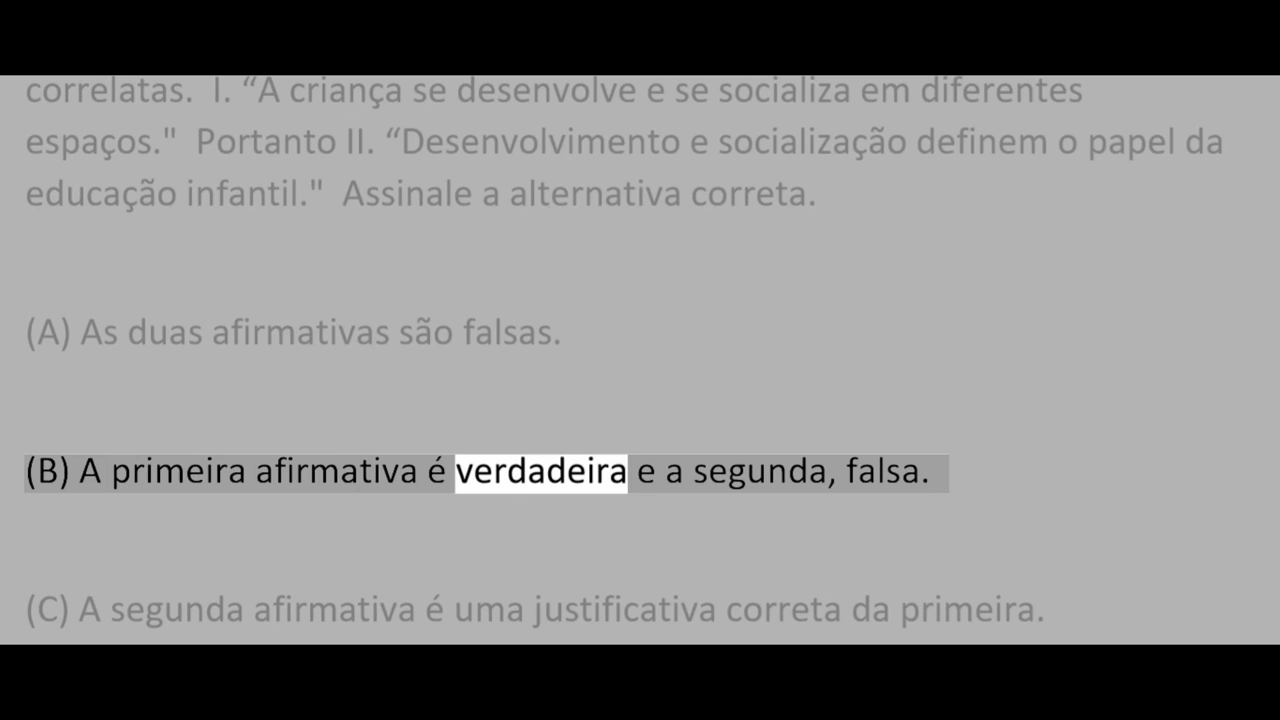 correlatas.  I. “A criança se desenvolve e se socializa em diferentes
espaços."  Portanto II. “Desenvolvimento e socialização definem o papel da
educação infantil."  Assinale a alternativa correta.
(A) As duas afirmativas são falsas.
(B) A primeira afirmativa é verdadeira e a segunda, falsa.
(C) A segunda afirmativa é uma justificativa correta da primeira.